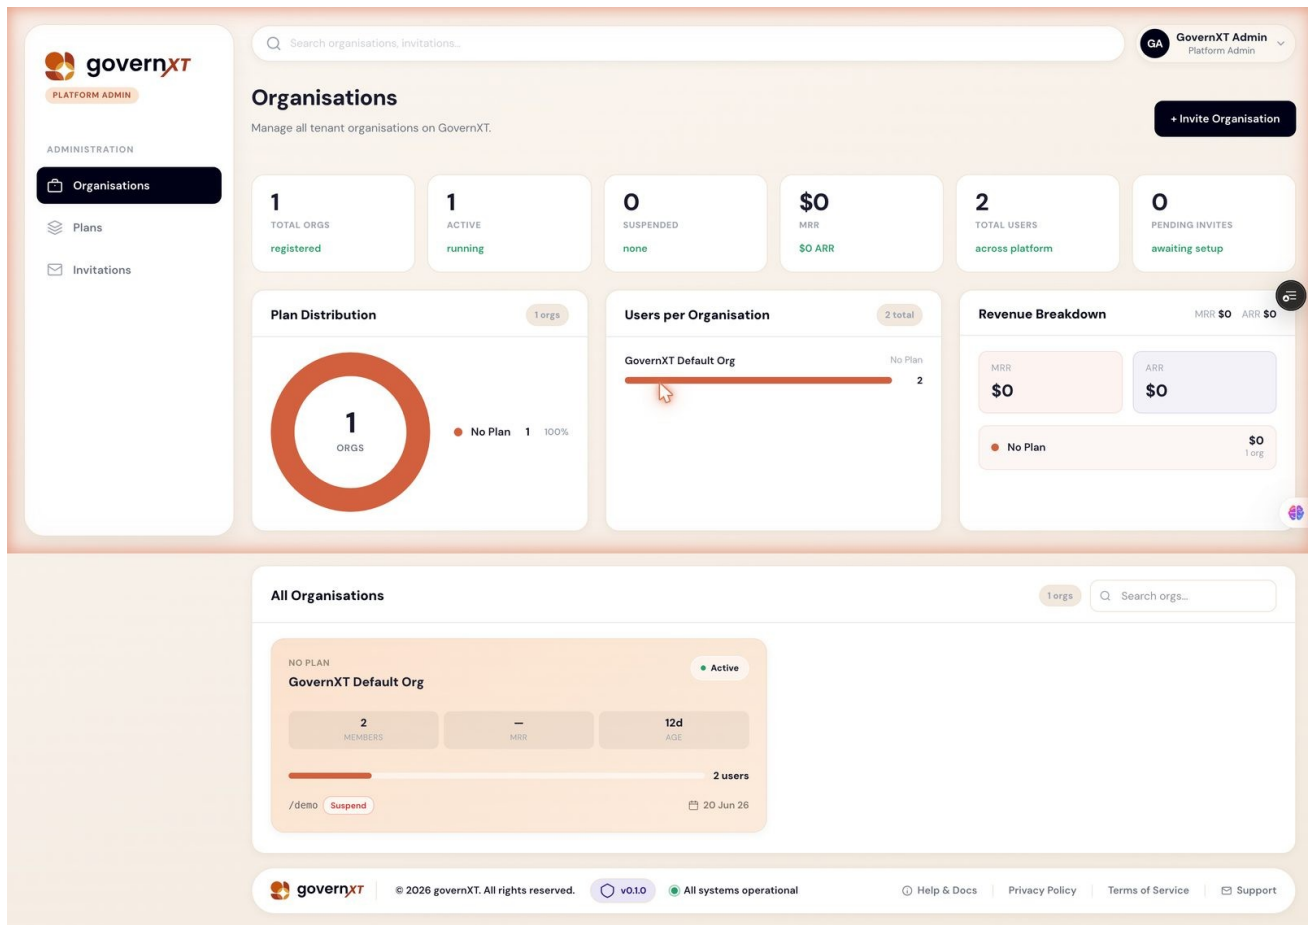 governXT
PLATFORM ADMIN
ADMINISTRATION
Organisations
Plans
Invitations
Search organisations, invitations...
GA
GovernXT Admin
Platform Admin
Organisations
Manage all tenant organisations on GovernXT.
+ Invite Organisation
1
TOTAL ORGS
registered
1
ACTIVE
running
0
SUSPENDED
none
$0
MRR
$0 ARR
2
TOTAL USERS
across platform
0
PENDING INVITES
awaiting setup
Plan Distribution
1 orgs
1
ORGS
No Plan 1 100%
Users per Organisation
2 total
GovernXT Default Org
No Plan
2
Revenue Breakdown
MRR $0 ARR $0
MRR
$0
ARR
$0
No Plan
$0
1 org
All Organisations
1 orgs
Search orgs...
NO PLAN
GovernXT Default Org
Active
2
MEMBERS
—
MRR
12d
AGE
2 users
/demo Suspend
20 Jun 26
governXT
© 2026 governXT. All rights reserved.
v0.1.0
All systems operational
Help & Docs
Privacy Policy
Terms of Service
Support